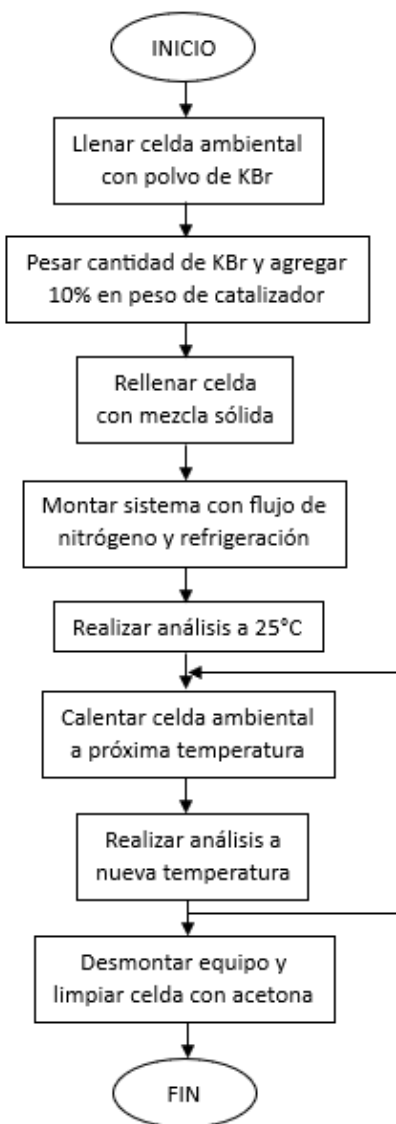 INICIO
Llenar celda ambiental
con polvo de KBr
Pesar cantidad de KBr y agregar
10% en peso de catalizador
Rellenar celda
con mezcla sólida
Montar sistema con flujo de
nitrógeno y refrigeración
Realizar análisis a 25°C
Calentar celda ambiental
a próxima temperatura
Realizar análisis a
nueva temperatura
Desmontar equipo y
limpiar celda con acetona
FIN